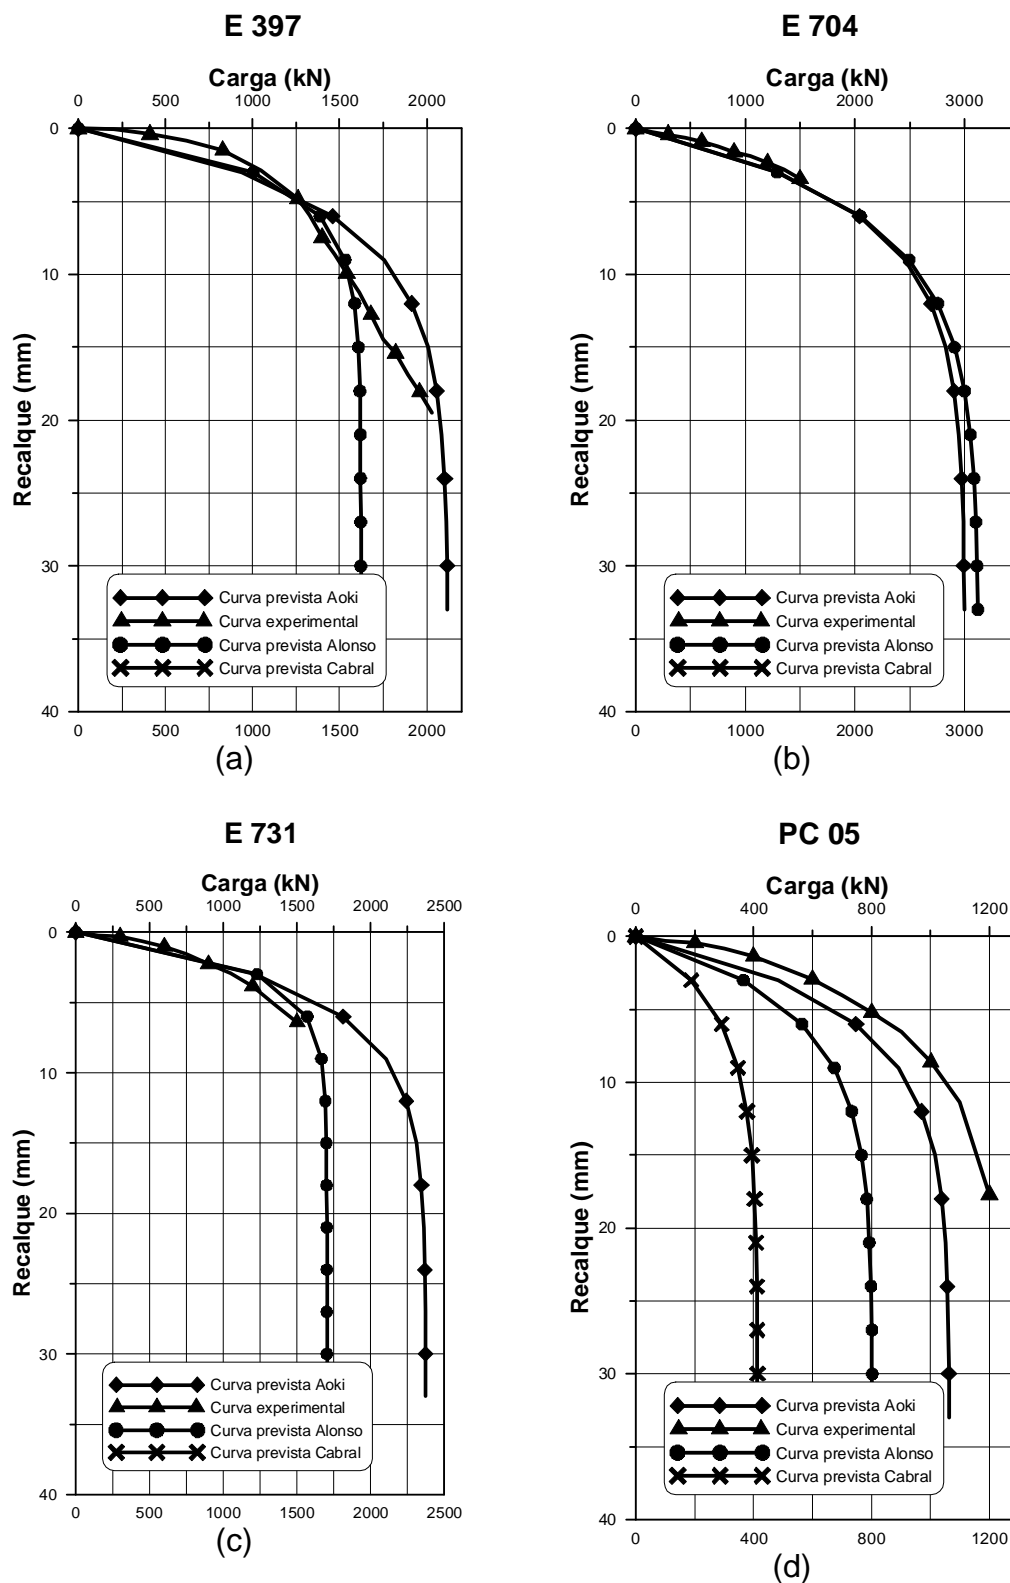 E 397
Carga (kN)
0 500 1000 1500 2000
0
10
20
30
40
Recalque (mm)
Curva prevista Aoki
Curva experimental
Curva prevista Alonso
Curva prevista Cabral
0 500 1000 1500 2000
(a)
E 704
Carga (kN)
0 1000 2000 3000
0
10
20
30
40
Recalque (mm)
Curva prevista Aoki
Curva experimental
Curva prevista Alonso
Curva prevista Cabral
0 1000 2000 3000
(b)
E 731
Carga (kN)
0 500 1000 1500 2000 2500
0
10
20
30
40
Recalque (mm)
Curva prevista Aoki
Curva experimental
Curva prevista Alonso
Curva prevista Cabral
0 500 1000 1500 2000 2500
(c)
PC 05
Carga (kN)
0 400 800 1200
0
10
20
30
40
Recalque (mm)
Curva prevista Aoki
Curva experimental
Curva prevista Alonso
Curva prevista Cabral
0 400 800 1200
(d)